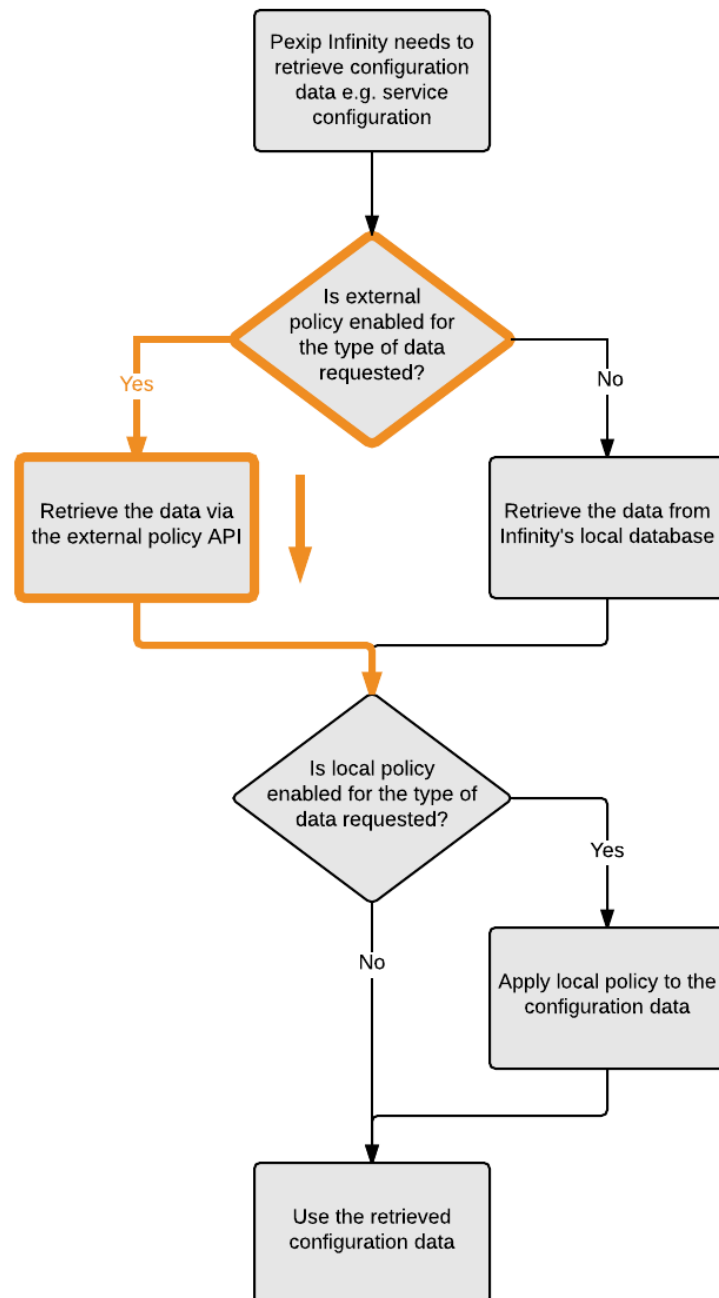 Pexip Infinity needs to
retrieve configuration
data e.g. service
configuration
Is external
policy enabled for
the type of data
requested?
Yes
No
Retrieve the data via
the external policy API
Retrieve the data from
Infinity's local database
Is local policy
enabled for the type of
data requested?
Yes
No
Apply local policy to the
configuration data
Use the retrieved
configuration data